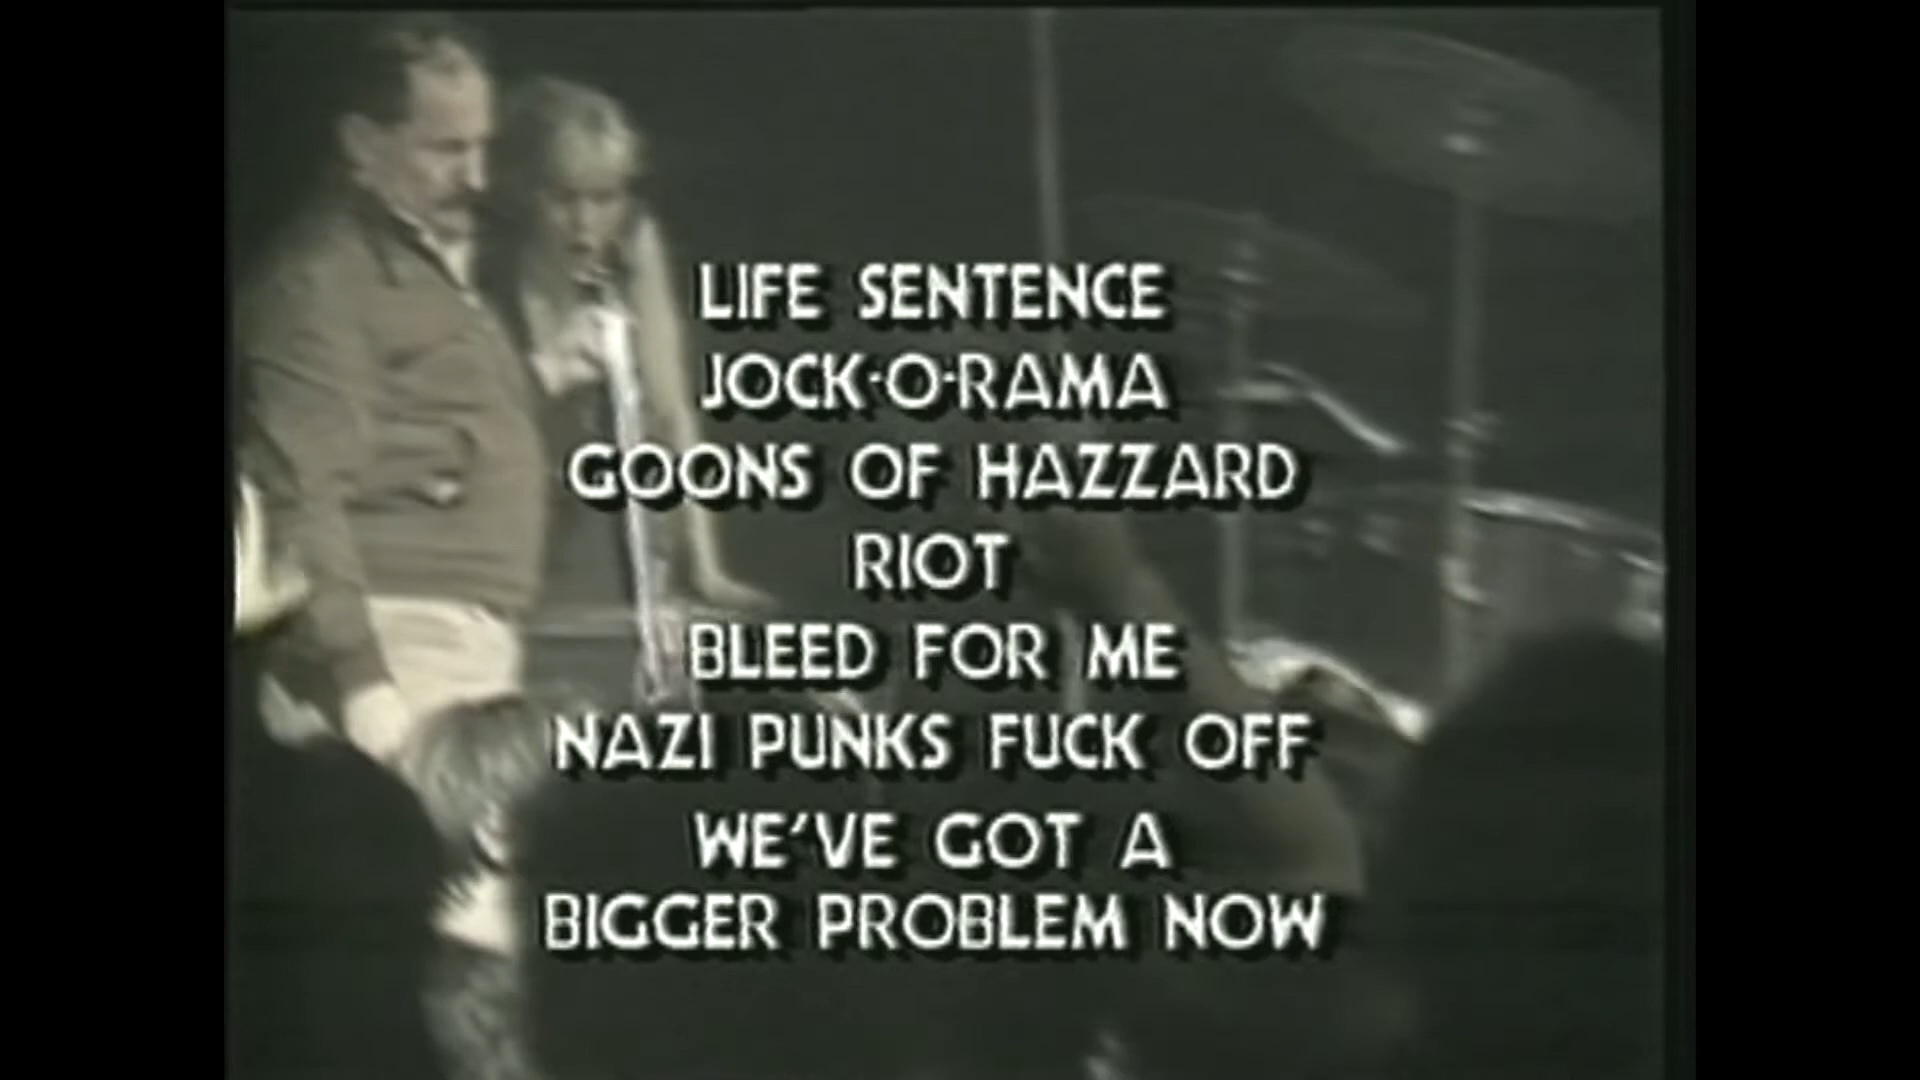 LIFE SENTENCE
JOCK-O-RAMA
GOONS OF HAZZARD
RIOT
BLEED FOR ME
NAZI PUNKS FUCK OFF
WE'VE GOT A
BIGGER PROBLEM NOW